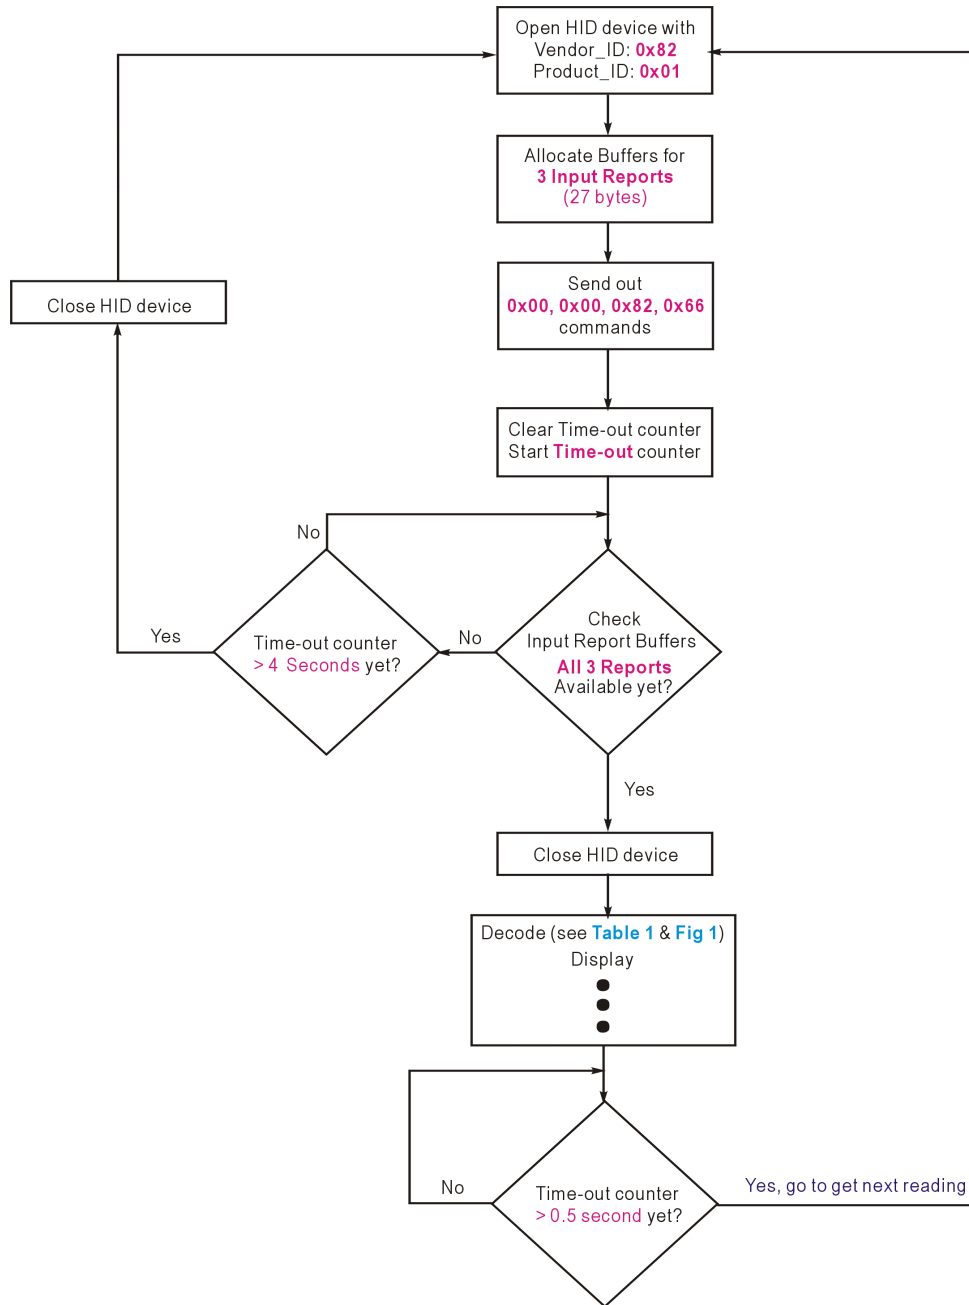 Open HID device with
Vendor_ID: 0x82
Product_ID: 0x01
Allocate Buffers for
3 Input Reports
(27 bytes)
Send out
0x00, 0x00, 0x82, 0x66
commands
Close HID device
Clear Time-out counter
Start Time-out counter
No
Check
Input Report Buffers
All 3 Reports
Available yet?
No
Time-out counter
> 4 Seconds yet?
Yes
Yes
Close HID device
Decode (see Table 1 & Fig 1)
Display
No
Time-out counter
> 0.5 second yet?
Yes, go to get next reading